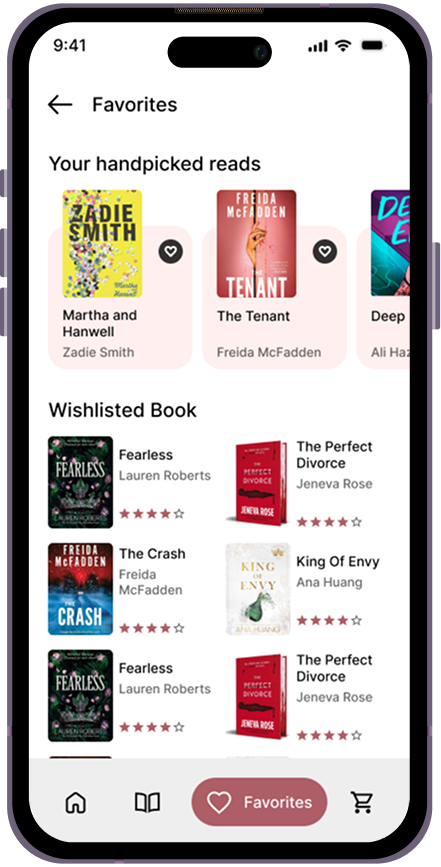 9:41
Favorites
Your handpicked reads
ZADIE
SMITH
Martha
and
Hanwell
FREIDA
McFADDEN
THE
TENANT
DE
E
Martha and
Hanwell
Zadie Smith
The Tenant
Freida McFadden
Deep
Ali Haz
Wishlisted Book
FEARLESS
LAUREN ROBERTS
Fearless
Lauren Roberts
THE
PERFECT
DIVORCE
JENEVA ROSE
The Perfect
Divorce
Jeneva Rose
FREIDA
McFADDEN
THE
CRASH
The Crash
Freida
McFadden
KING
OF
ENVY
ANA HUANG
King Of Envy
Ana Huang
FEARLESS
LAUREN ROBERTS
Fearless
Lauren Roberts
THE
PERFECT
DIVORCE
JENEVA ROSE
The Perfect
Divorce
Jeneva Rose
Favorites